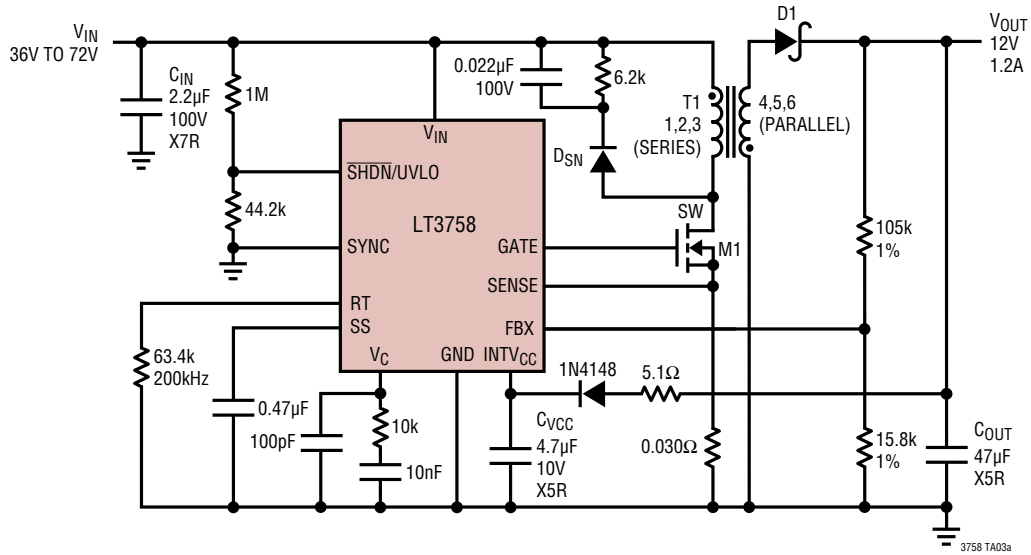 VIN
36V TO 72V
CIN
2.2µF
100V
X7R
1M
44.2k
0.022µF
100V
6.2k
DSN
T1
1,2,3
(SERIES)
4,5,6
(PARALLEL)
D1
VOUT
12V
1.2A
VIN
SHDN/UVLO
LT3758
SYNC
GATE
SENSE
RT
SS
FBX
VC
GND
INTVCC
SW
M1
105k
1%
63.4k
200kHz
0.47µF
100pF
10k
10nF
1N4148
5.1Ω
CVCC
4.7µF
10V
X5R
0.030Ω
15.8k
1%
COUT
47µF
X5R
3758 TA03a